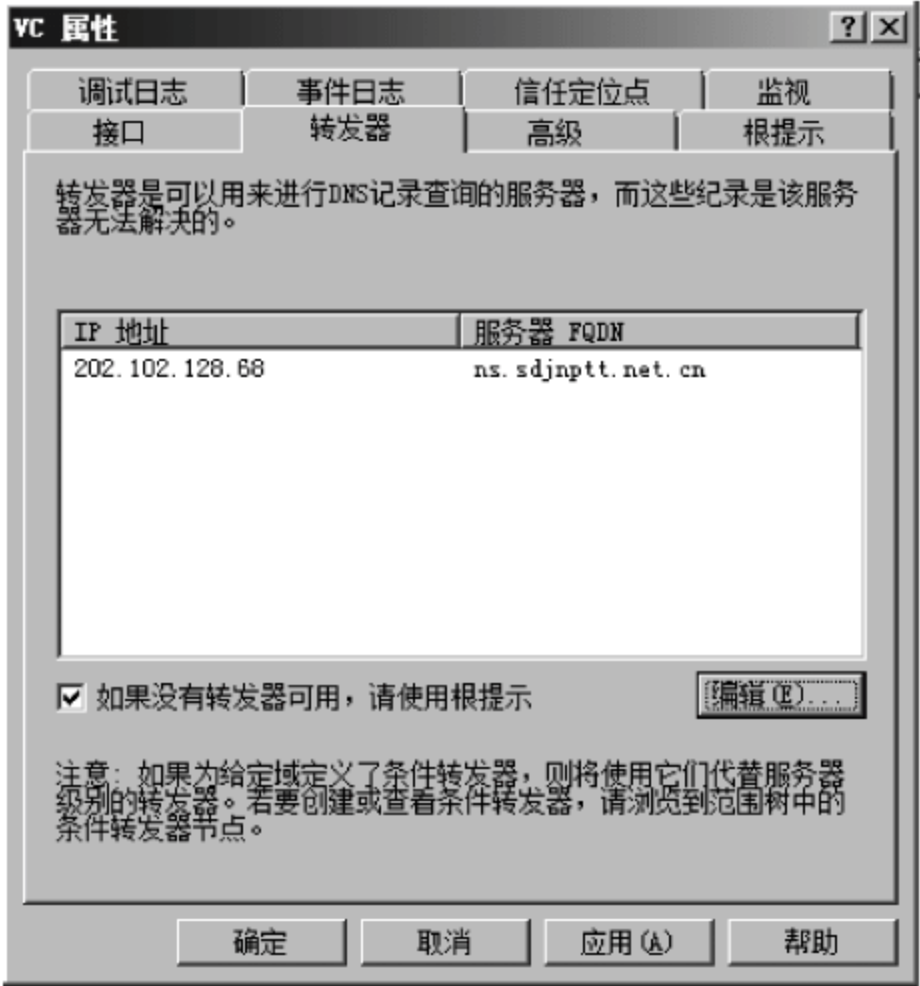 VC 属性
调试日志 事件日志 信任定位点 监视
接口 转发器 高级 根提示
转发器是可以用来进行DNS记录查询的服务器，而这些纪录是该服务
器无法解决的。
IP 地址 服务器 FQDN
202.102.128.68 ns.sdjnptt.net.cn
如果没有转发器可用，请使用根提示 编辑(E)...
注意: 如果为给定域定义了条件转发器，则将使用它们代替服务器
级别的转发器。若要创建或查看条件转发器，请浏览到范围树中的
条件转发器节点。
确定 取消 应用(A) 帮助